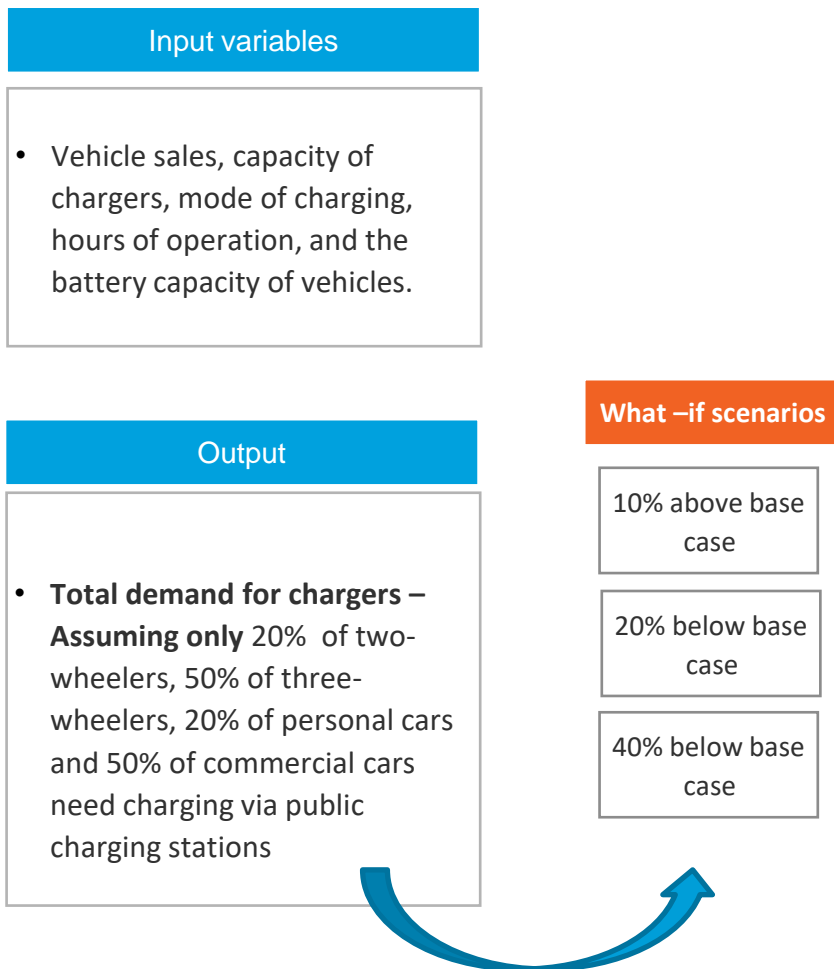 Input variables
• Vehicle sales, capacity of
chargers, mode of charging,
hours of operation, and the
battery capacity of vehicles.
Output
• Total demand for chargers –
Assuming only 20% of two-
wheelers, 50% of three-
wheelers, 20% of personal cars
and 50% of commercial cars
need charging via public
charging stations
What –if scenarios
10% above base
case
20% below base
case
40% below base
case